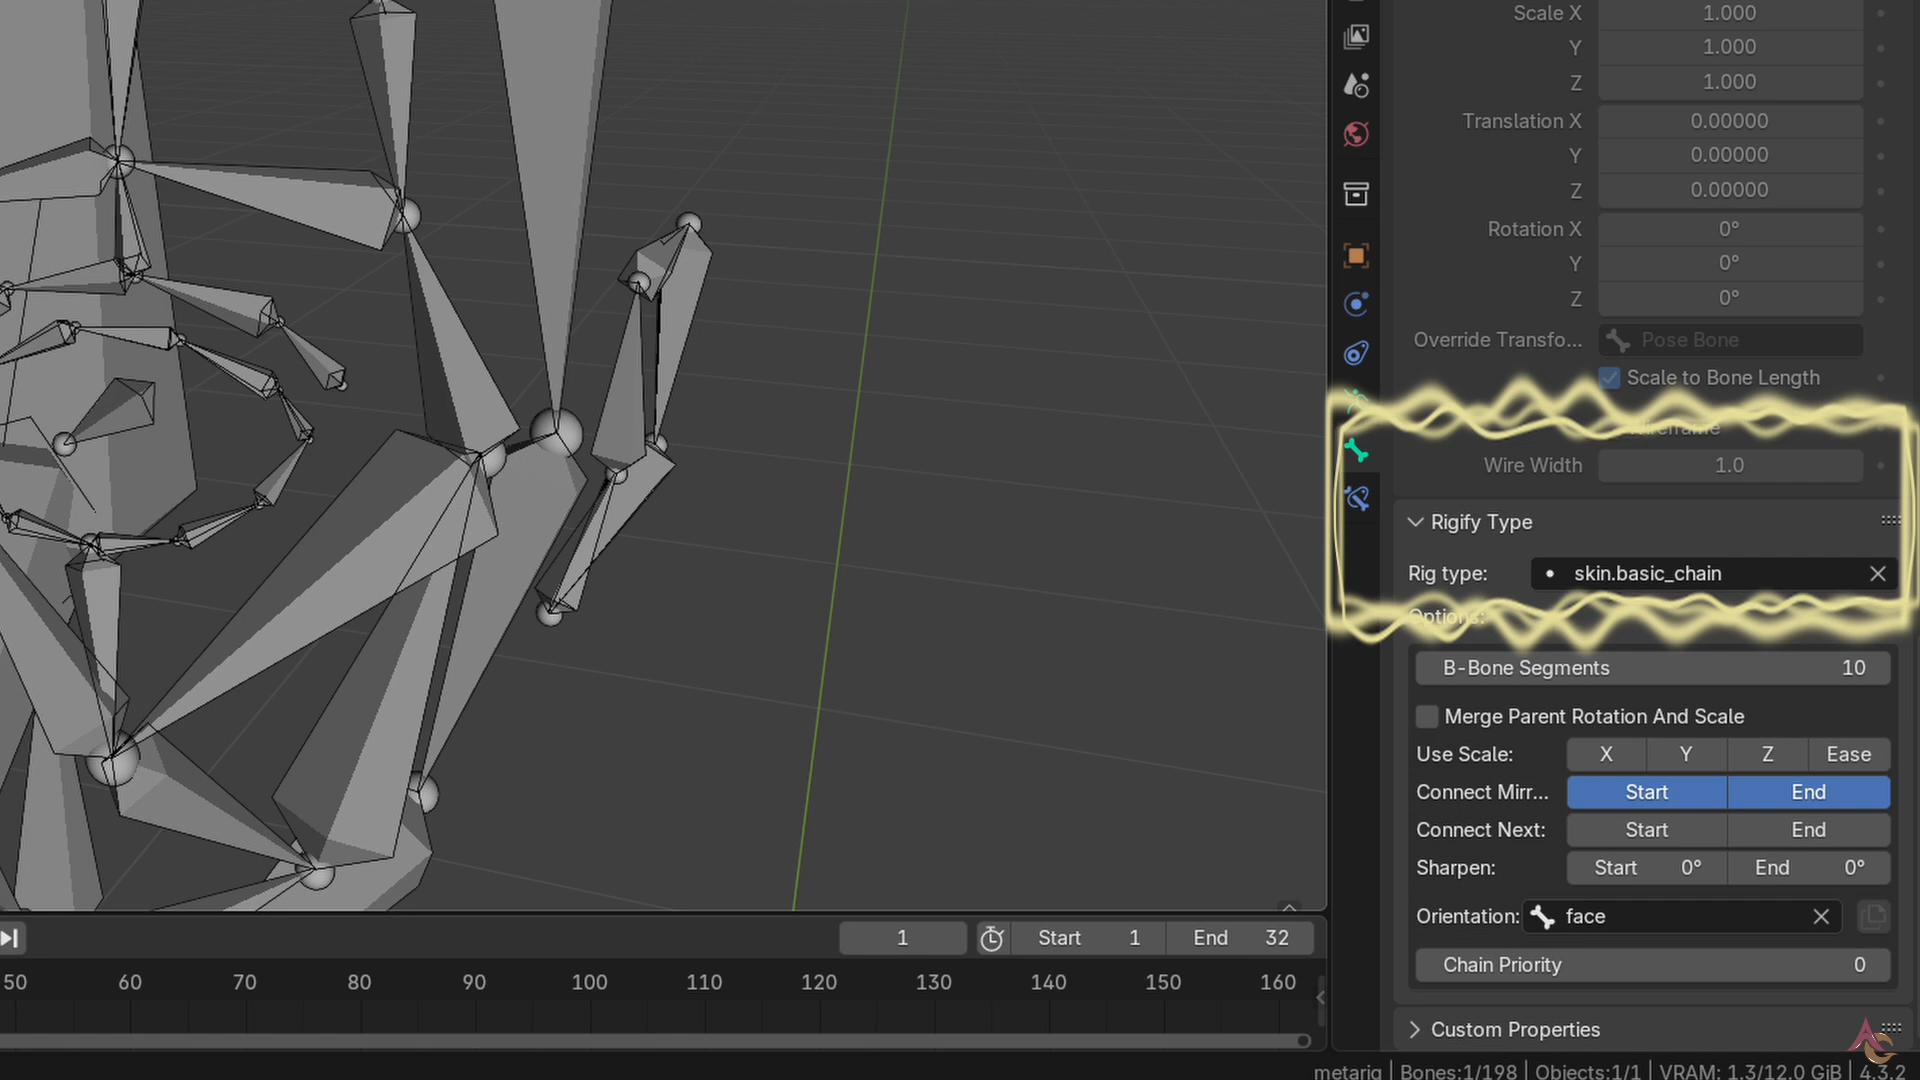 Scale X 1.000
Y 1.000
Z 1.000
Translation X 0.00000
Y 0.00000
Z 0.00000
Rotation X 0°
Y 0°
Z 0°
Override Transfo... Pose Bone
Scale to Bone Length
Wireframe
Wire Width 1.0
Rigify Type
Rig type: skin.basic_chain
Options:
B-Bone Segments 10
Merge Parent Rotation And Scale
Use Scale: X Y Z Ease
Connect Mirr... Start End
Connect Next: Start End
Sharpen: Start 0° End 0°
Orientation: face
Chain Priority 0
Custom Properties
1 Start 1 End 32
50 60 70 80 90 100 110 120 130 140 150 160
metarig | Bones:1/198 | Objects:1/1 | VRAM: 1.3/12.0 GiB | 4.3.2